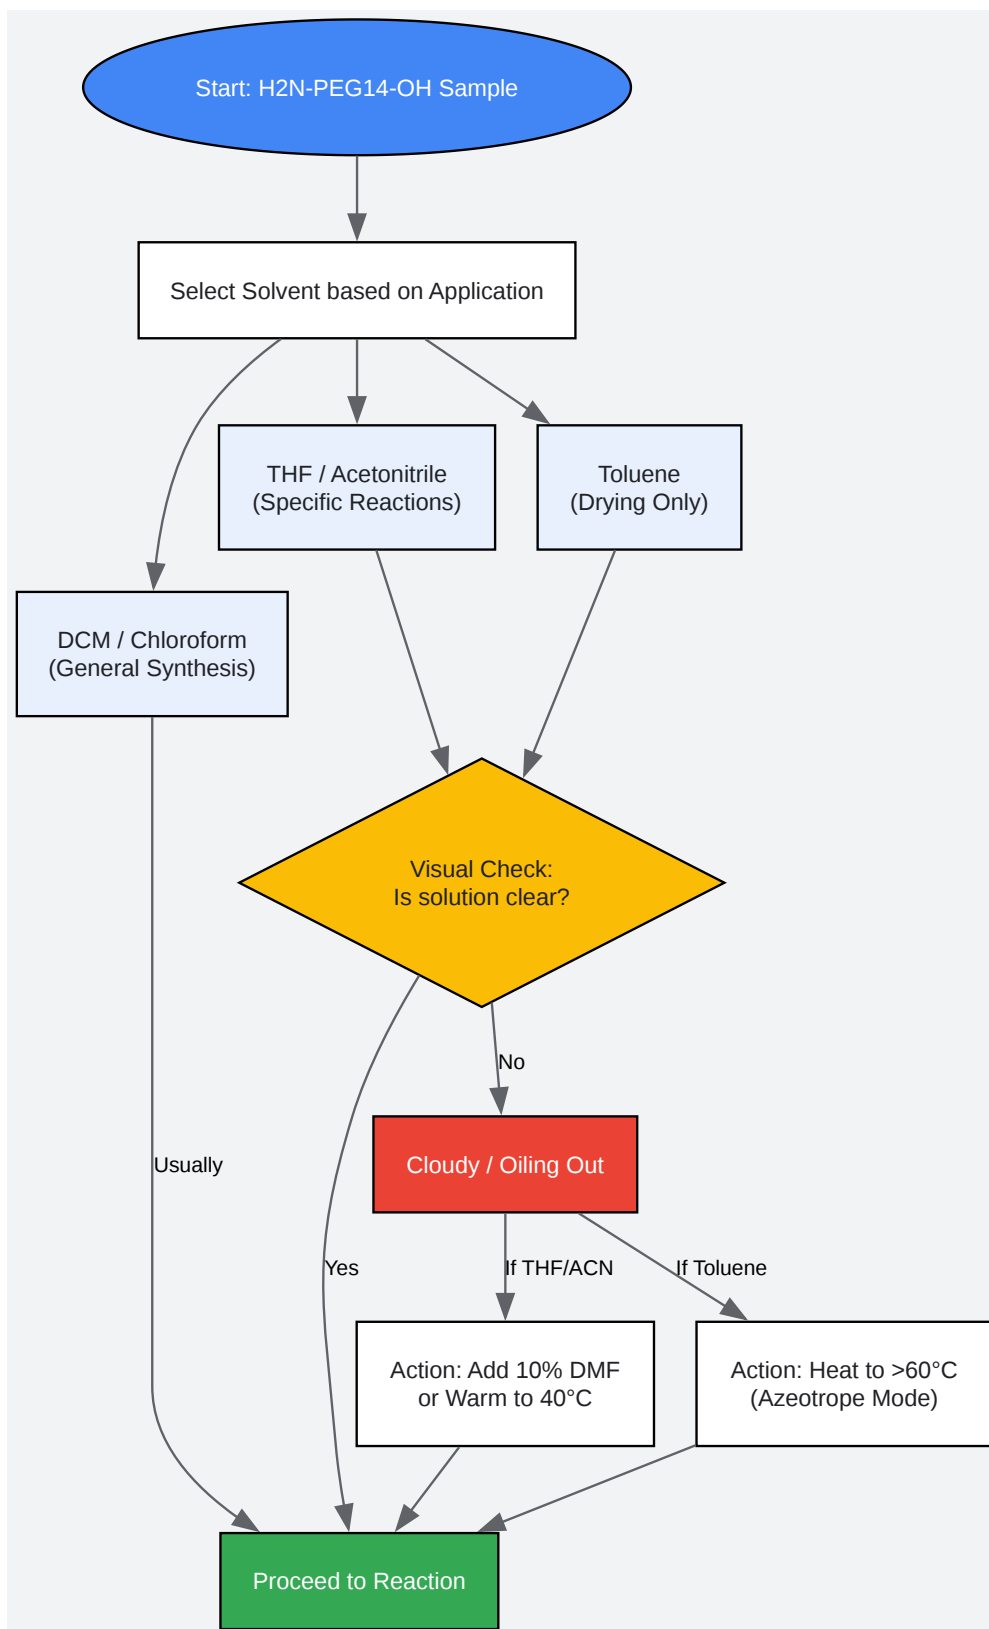 Start: H2N-PEG14-OH Sample
Select Solvent based on Application
THF / Acetonitrile
(Specific Reactions)
Toluene
(Drying Only)
DCM / Chloroform
(General Synthesis)
Visual Check:
Is solution clear?
No
Cloudy / Oiling Out
Usually
Yes
If THF/ACN
If Toluene
Action: Add 10% DMF
or Warm to 40°C
Action: Heat to >60°C
(Azeotrope Mode)
Proceed to Reaction